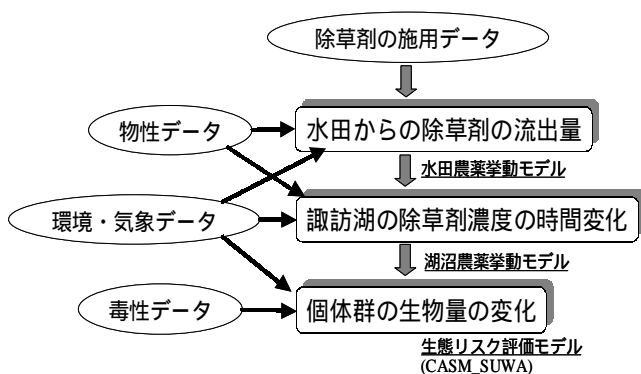 除草剤の施用データ
物性データ
水田からの除草剤の流出量
水田農薬挙動モデル
環境・気象データ
諏訪湖の除草剤濃度の時間変化
湖沼農薬挙動モデル
毒性データ
個体群の生物量の変化
生態リスク評価モデル
(CASM_SUWA)